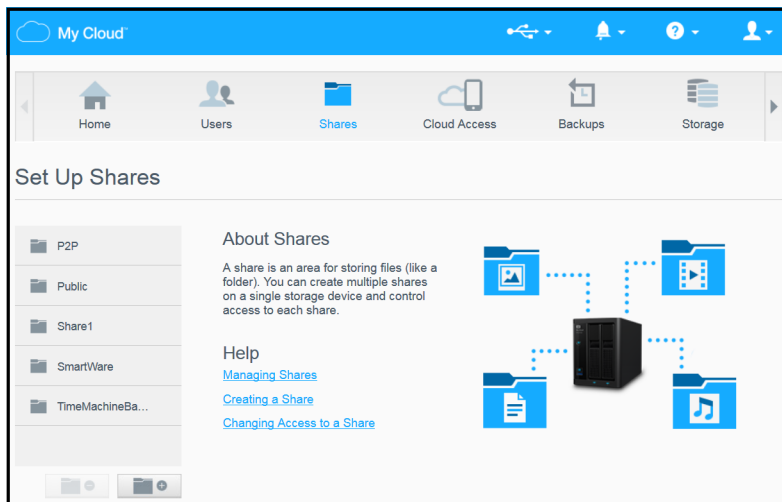 My Cloud™
Home
Users
Shares
Cloud Access
Backups
Storage
Set Up Shares
P2P
Public
Share1
SmartWare
TimeMachineBa...
About Shares
A share is an area for storing files (like a
folder). You can create multiple shares
on a single storage device and control
access to each share.
Help
Managing Shares
Creating a Share
Changing Access to a Share